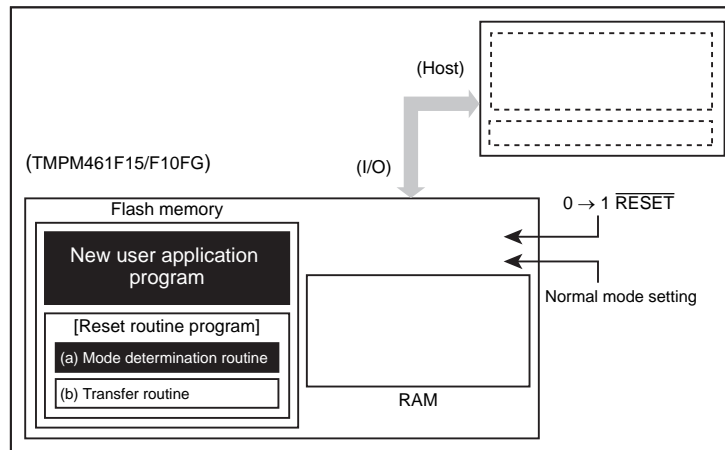 (Host)
(TMPM461F15/F10FG)
(I/O)
0 → 1 RESET
Flash memory
New user application
program
Normal mode setting
[Reset routine program]
(a) Mode determination routine
(b) Transfer routine
RAM